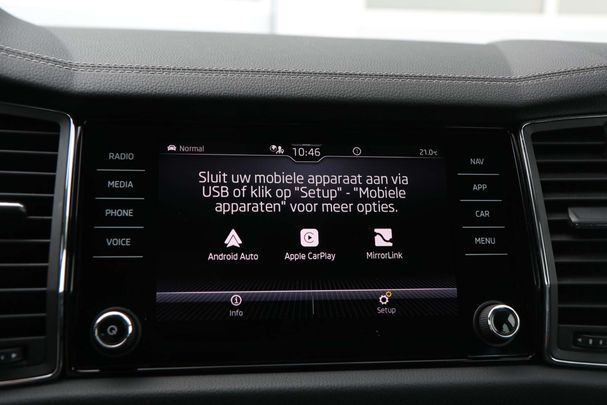 Normal 10:46 21.0°C
RADIO
MEDIA
PHONE
VOICE
Sluit uw mobiele apparaat aan via
USB of klik op "Setup" - "Mobiele
apparaten" voor meer opties.
Android Auto Apple CarPlay MirrorLink
Info Setup
NAV
APP
CAR
MENU